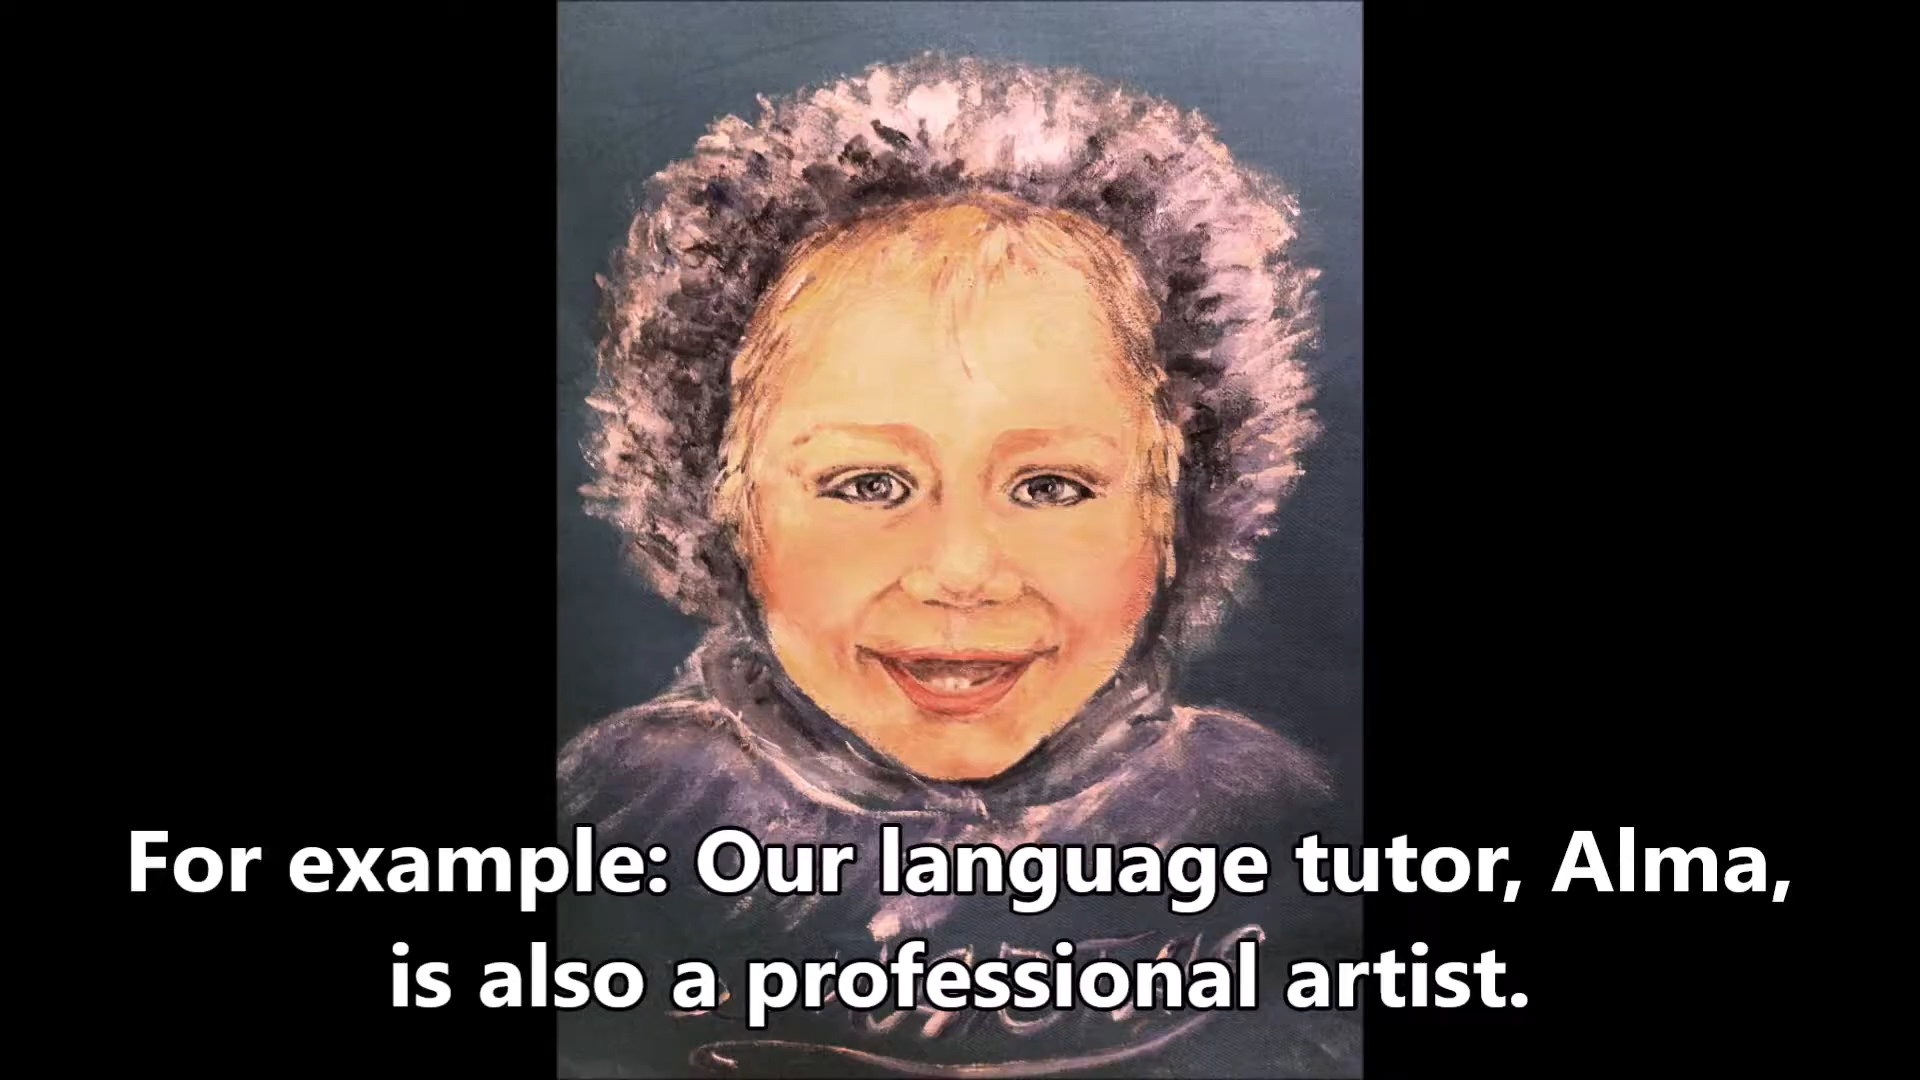 For example: Our language tutor, Alma,
is also a professional artist.